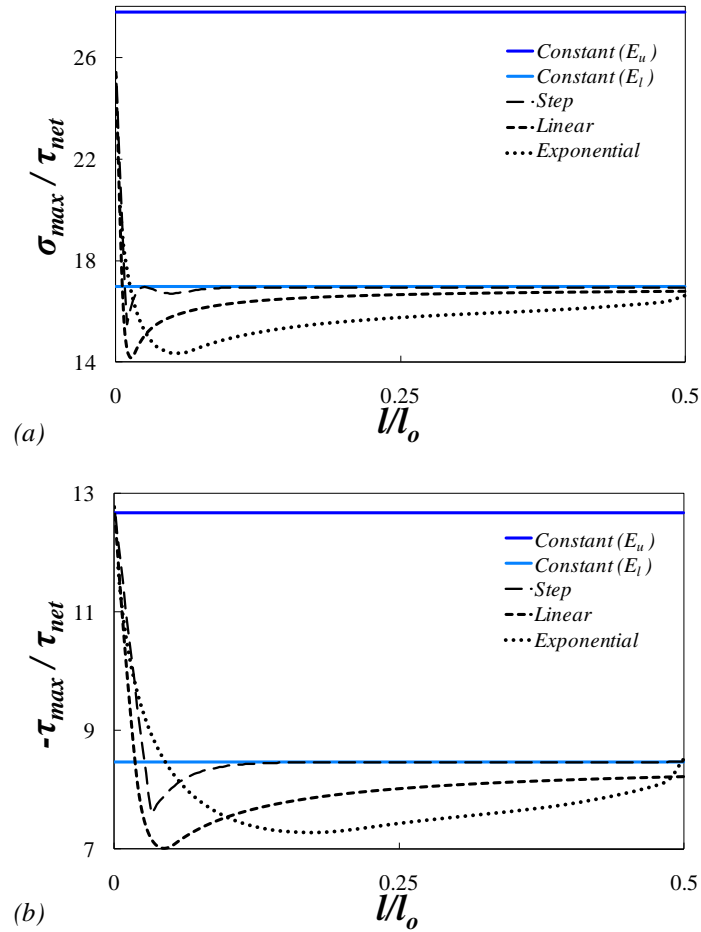 σmax / τnet
26
22
18
14
0
0.25
0.5
l/lo
Constant (Eu)
Constant (El)
Step
Linear
Exponential
(a)
-τmax / τnet
13
11
9
7
0
0.25
0.5
l/lo
Constant (Eu)
Constant (El)
Step
Linear
Exponential
(b)